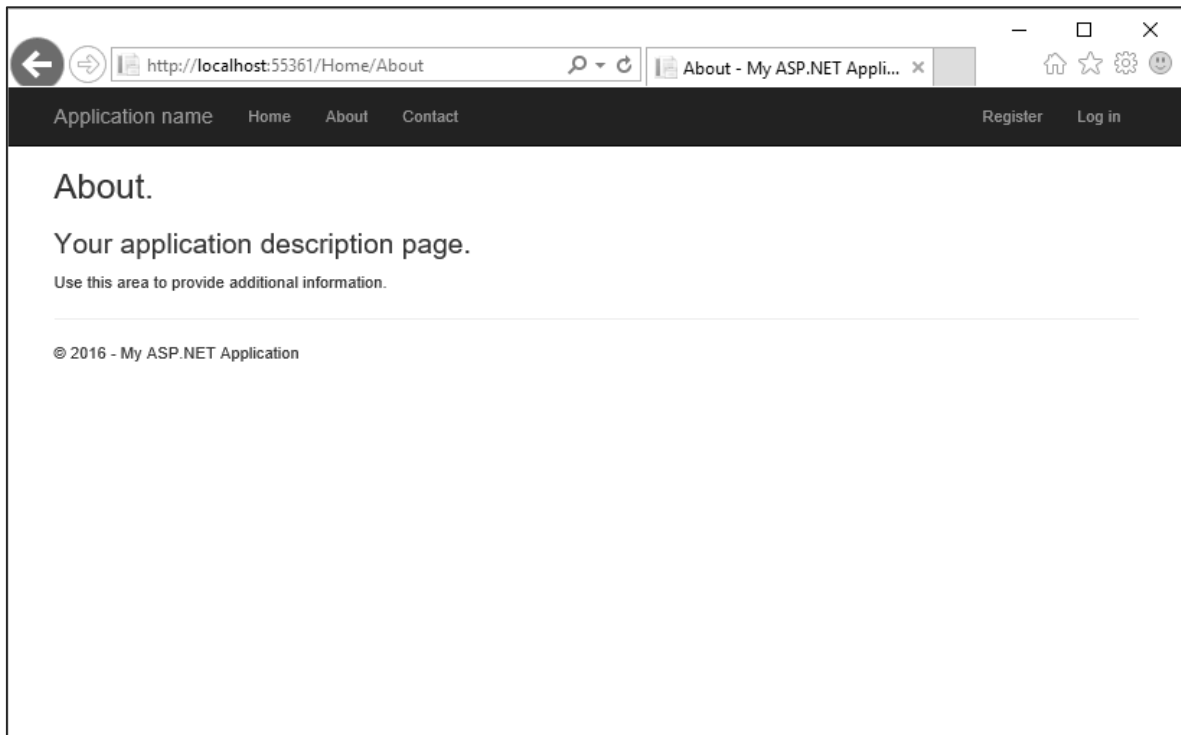 http://localhost:55361/Home/About
About - My ASP.NET Appli...
Application name Home About Contact Register Log in
About.
Your application description page.
Use this area to provide additional information.
© 2016 - My ASP.NET Application